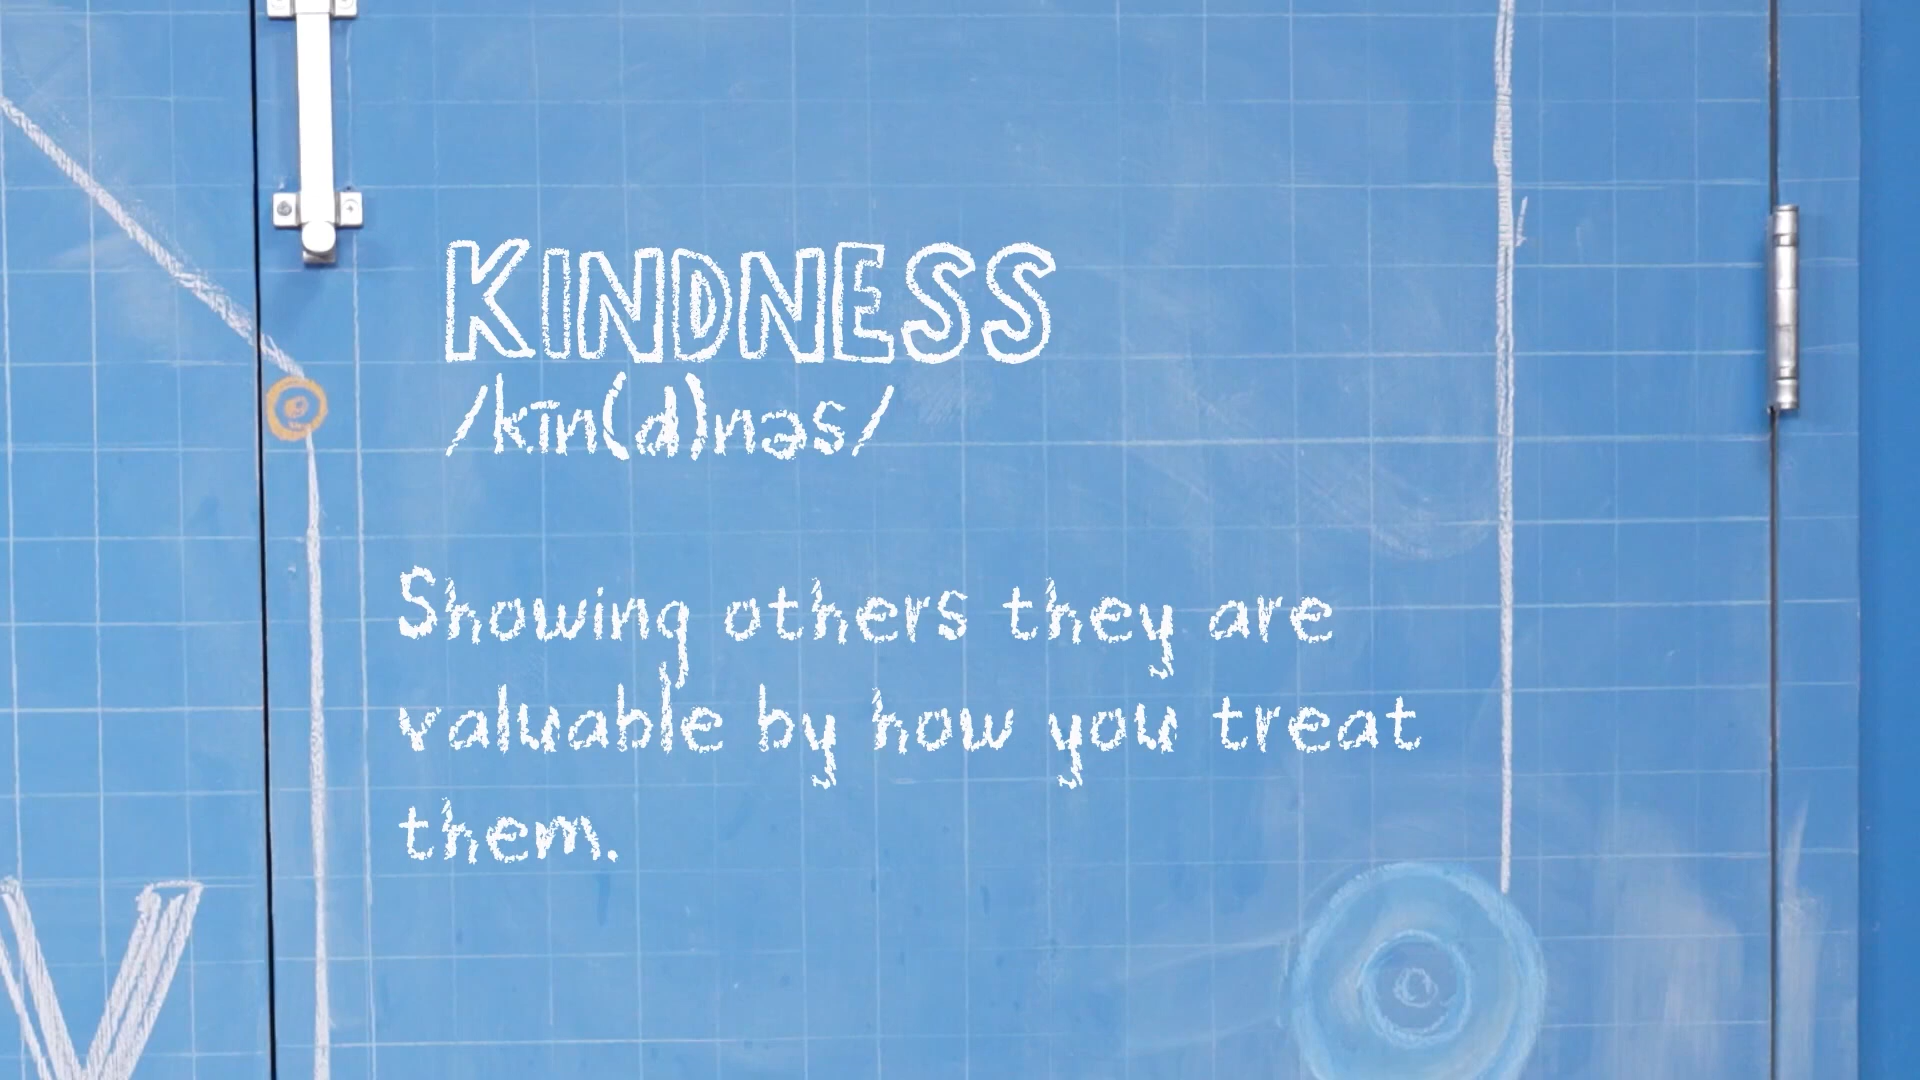 KINDNESS
/kīn(d)nəs/
Showing others they are
valuable by how you treat
them.